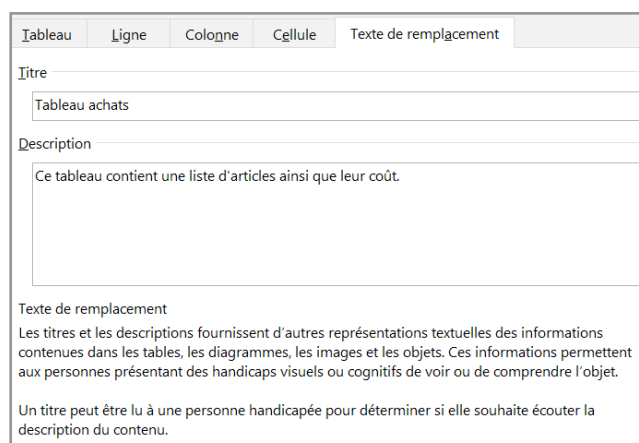 Tableau Ligne Colonne Cellule Texte de remplacement
Titre
Tableau achats
Description
Ce tableau contient une liste d'articles ainsi que leur coût.
Texte de remplacement
Les titres et les descriptions fournissent d'autres représentations textuelles des informations
contenues dans les tables, les diagrammes, les images et les objets. Ces informations permettent
aux personnes présentant des handicaps visuels ou cognitifs de voir ou de comprendre l'objet.
Un titre peut être lu à une personne handicapée pour déterminer si elle souhaite écouter la
description du contenu.